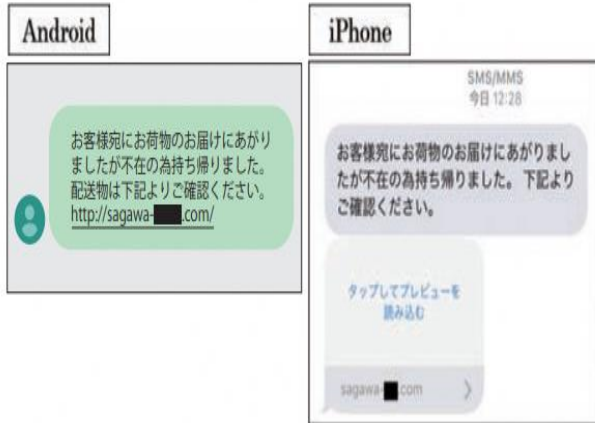 Android
お客様宛にお荷物のお届けにあがり
ましたが不在の為持ち帰りました。
配送物は下記よりご確認ください。
http://sagawa-.com/
iPhone
SMS/MMS
今日 12:28
お客様宛にお荷物のお届けにあがりまし
たが不在の為持ち帰りました。下記より
ご確認ください。
タップしてプレビューを
読み込む
sagawa-.com